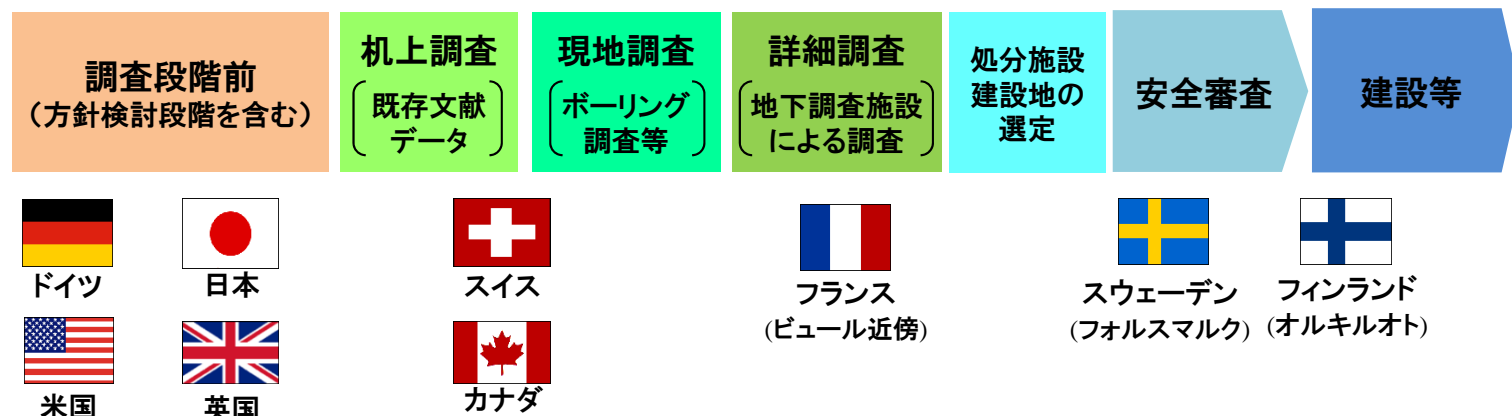 調査段階前
(方針検討段階を含む)
机上調査
既存文献
データ
現地調査
ボーリング
調査等
詳細調査
地下調査施設
による調査
処分施設
建設地の
選定
安全審査
建設等
ドイツ
日本
スイス
フランス
(ビュール近傍)
スウェーデン
(フォルスマルク)
フィンランド
(オルキルオト)
米国
英国
カナダ